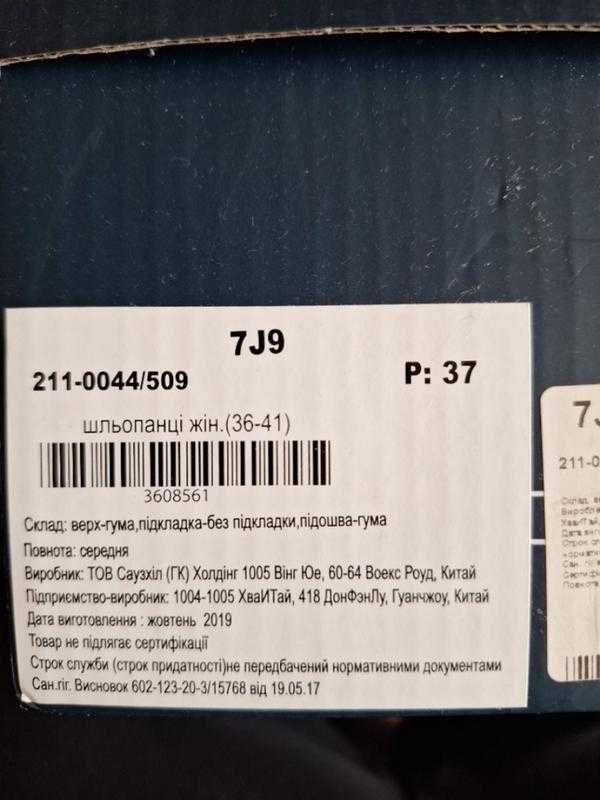 7J9
211-0044/509
Р: 37
шльопанці жін.(36-41)
3608561
Склад: верх-гума,підкладка-без підкладки,підошва-гума
Повнота: середня
Виробник: ТОВ Саузхіл (ГК) Холдінг 1005 Вінг Юе, 60-64 Воекс Роуд, Китай
Підприємство-виробник: 1004-1005 ХваИТай, 418 ДонФэнЛу, Гуанчжоу, Китай
Дата виготовлення : жовтень 2019
Товар не підлягає сертифікації
Строк служби (строк придатності)не передбачений нормативними документами
Сан.гіг. Висновок 602-123-20-3/15768 від 19.05.17
7J
211-0